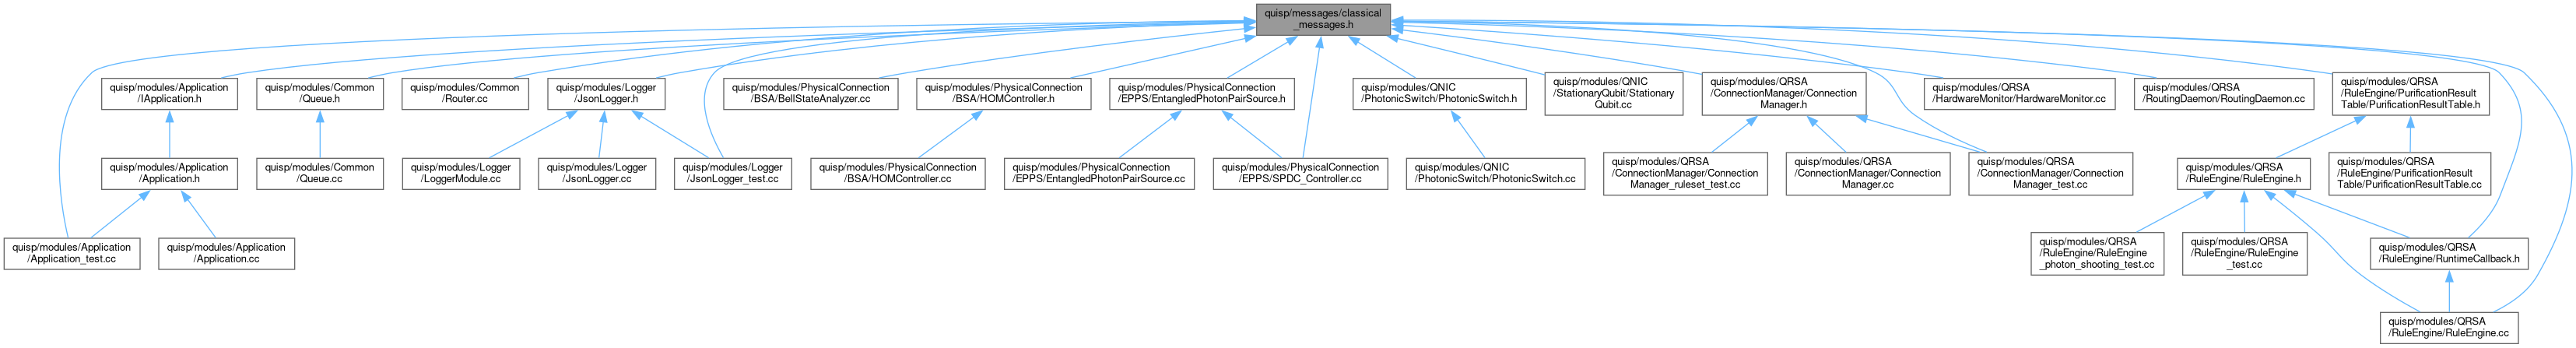 quisp/messages/classical
_messages.h
quisp/modules/Application
/IApplication.h
quisp/modules/Common
/Queue.h
quisp/modules/Common
/Router.cc
quisp/modules/Logger
/JsonLogger.h
quisp/modules/PhysicalConnection
/BSA/BellStateAnalyzer.cc
quisp/modules/PhysicalConnection
/BSA/HOMController.h
quisp/modules/PhysicalConnection
/EPPS/EntangledPhotonPairSource.h
quisp/modules/QNIC
/PhotonicSwitch/PhotonicSwitch.h
quisp/modules/QNIC
/StationaryQubit/Stationary
Qubit.cc
quisp/modules/QRSA
/ConnectionManager/Connection
Manager.h
quisp/modules/QRSA
/HardwareMonitor/HardwareMonitor.cc
quisp/modules/QRSA
/RoutingDaemon/RoutingDaemon.cc
quisp/modules/QRSA
/RuleEngine/PurificationResult
Table/PurificationResultTable.h
quisp/modules/Application
/Application.h
quisp/modules/Common
/Queue.cc
quisp/modules/Logger
/LoggerModule.cc
quisp/modules/Logger
/JsonLogger.cc
quisp/modules/Logger
/JsonLogger_test.cc
quisp/modules/PhysicalConnection
/BSA/HOMController.cc
quisp/modules/PhysicalConnection
/EPPS/EntangledPhotonPairSource.cc
quisp/modules/PhysicalConnection
/EPPS/SPDC_Controller.cc
quisp/modules/QNIC
/PhotonicSwitch/PhotonicSwitch.cc
quisp/modules/QRSA
/ConnectionManager/Connection
Manager_ruleset_test.cc
quisp/modules/QRSA
/ConnectionManager/Connection
Manager.cc
quisp/modules/QRSA
/ConnectionManager/Connection
Manager_test.cc
quisp/modules/QRSA
/RuleEngine/RuleEngine.h
quisp/modules/QRSA
/RuleEngine/PurificationResult
Table/PurificationResultTable.cc
quisp/modules/Application
/Application_test.cc
quisp/modules/Application
/Application.cc
quisp/modules/QRSA
/RuleEngine/RuleEngine
_photon_shooting_test.cc
quisp/modules/QRSA
/RuleEngine/RuleEngine
_test.cc
quisp/modules/QRSA
/RuleEngine/RuntimeCallback.h
quisp/modules/QRSA
/RuleEngine/RuleEngine.cc